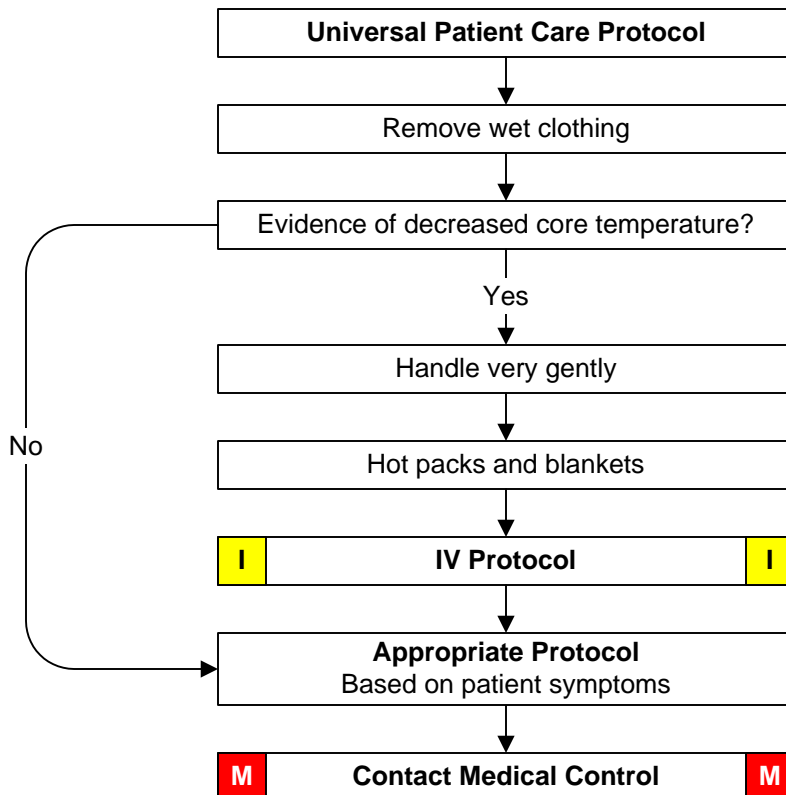 Universal Patient Care Protocol
Remove wet clothing
Evidence of decreased core temperature?
Yes
Handle very gently
No
Hot packs and blankets
I IV Protocol I
Appropriate Protocol
Based on patient symptoms
M Contact Medical Control M